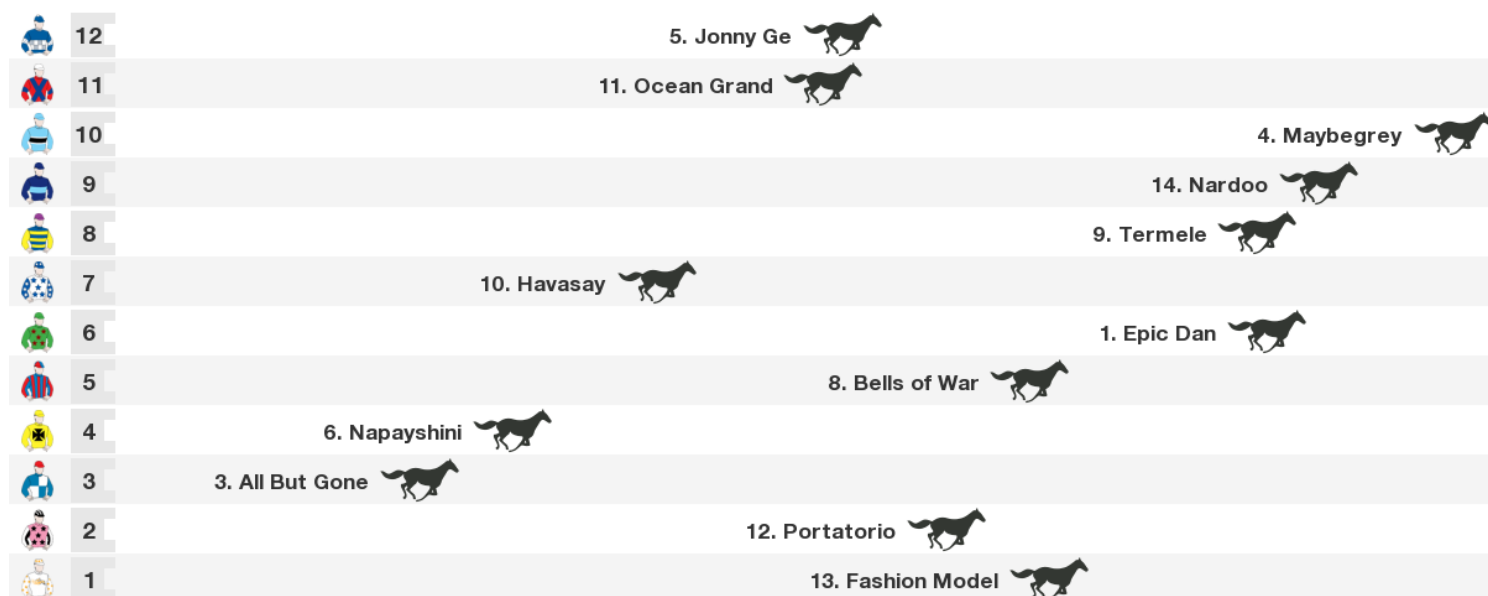 12 5. Jonny Ge
11 11. Ocean Grand
10 4. Maybegrey
9 14. Nardoo
8 9. Termele
7 10. Havasay
6 1. Epic Dan
5 8. Bells of War
4 6. Napayshini
3 3. All But Gone
2 12. Portatorio
1 13. Fashion Model